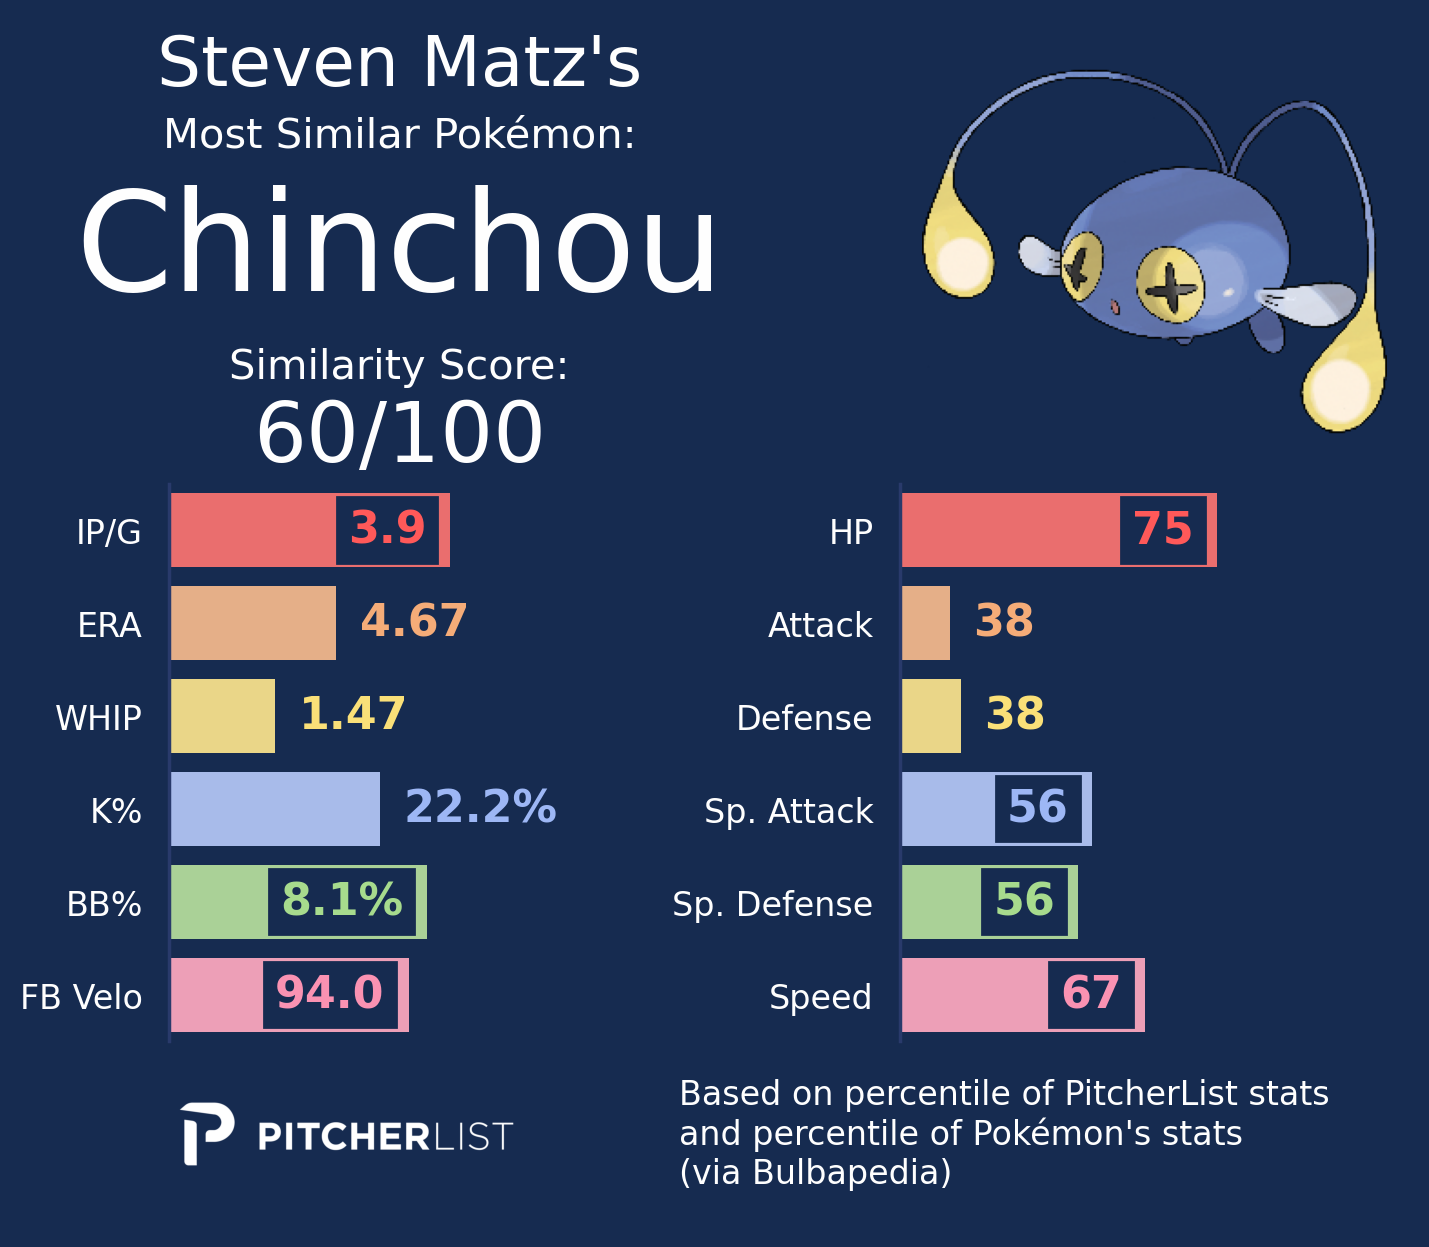 Steven Matz's
Most Similar Pokémon:
Chinchou
Similarity Score:
60/100
IP/G 3.9
ERA 4.67
WHIP 1.47
K% 22.2%
BB% 8.1%
FB Velo 94.0
HP 75
Attack 38
Defense 38
Sp. Attack 56
Sp. Defense 56
Speed 67
PITCHERLIST
Based on percentile of PitcherList stats
and percentile of Pokémon's stats
(via Bulbapedia)